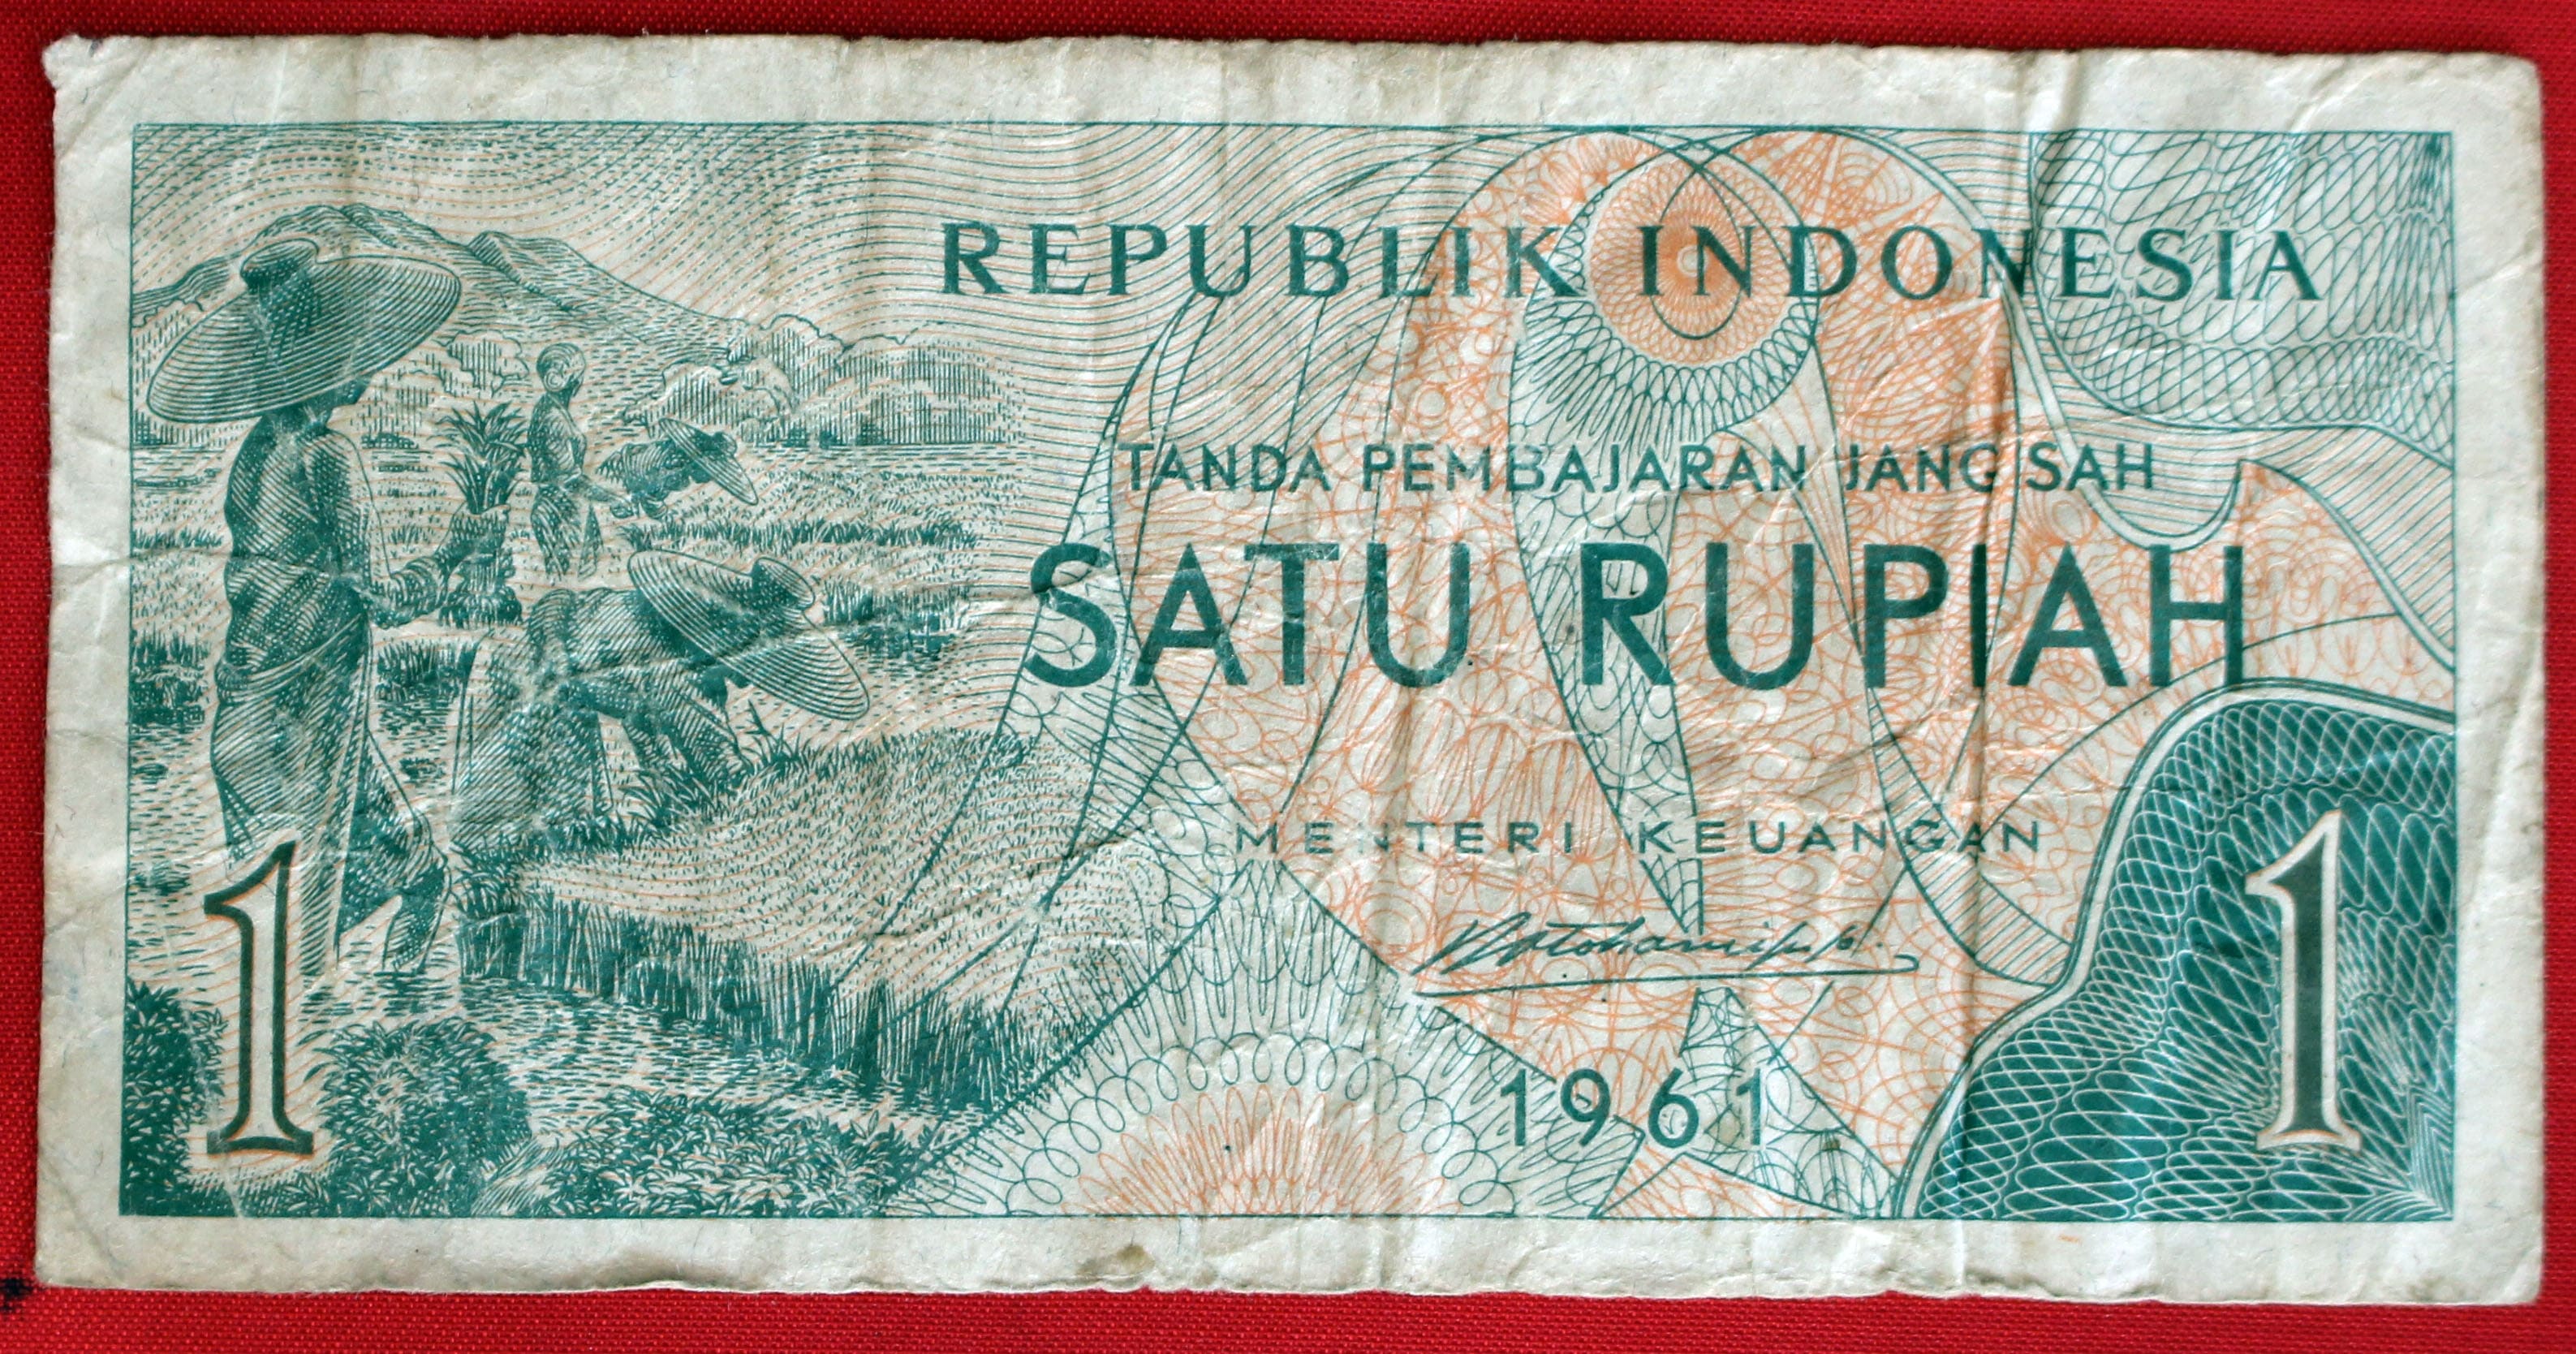 REPUBLIK INDONESIA
TANDA PEMBAJARAN JANG SAH
SATU RUPIAH
MENTERI KEUANGAN
1961
1
1